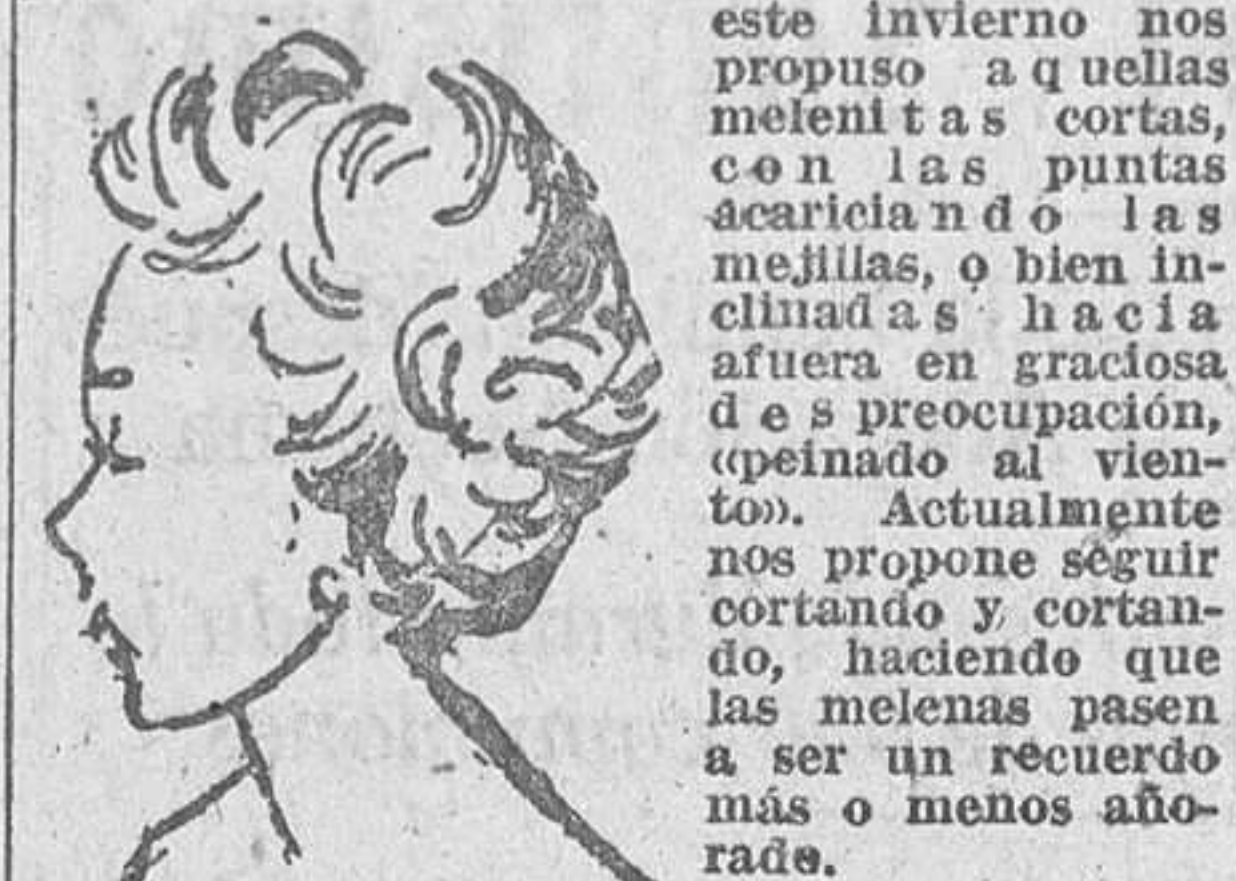 este invierno nos
propuso aquellas
melenitas cortas,
con las puntas
acariciando las
mejillas, o bien in-
clinadas hacia
afuera en graciosa
despreocupación,
«peinado al vien-
to». Actualmente
nos propone seguir
cortando y cortan-
do, haciendo que
las melenas pasen
a ser un recuerdo
más o menos año-
rado.